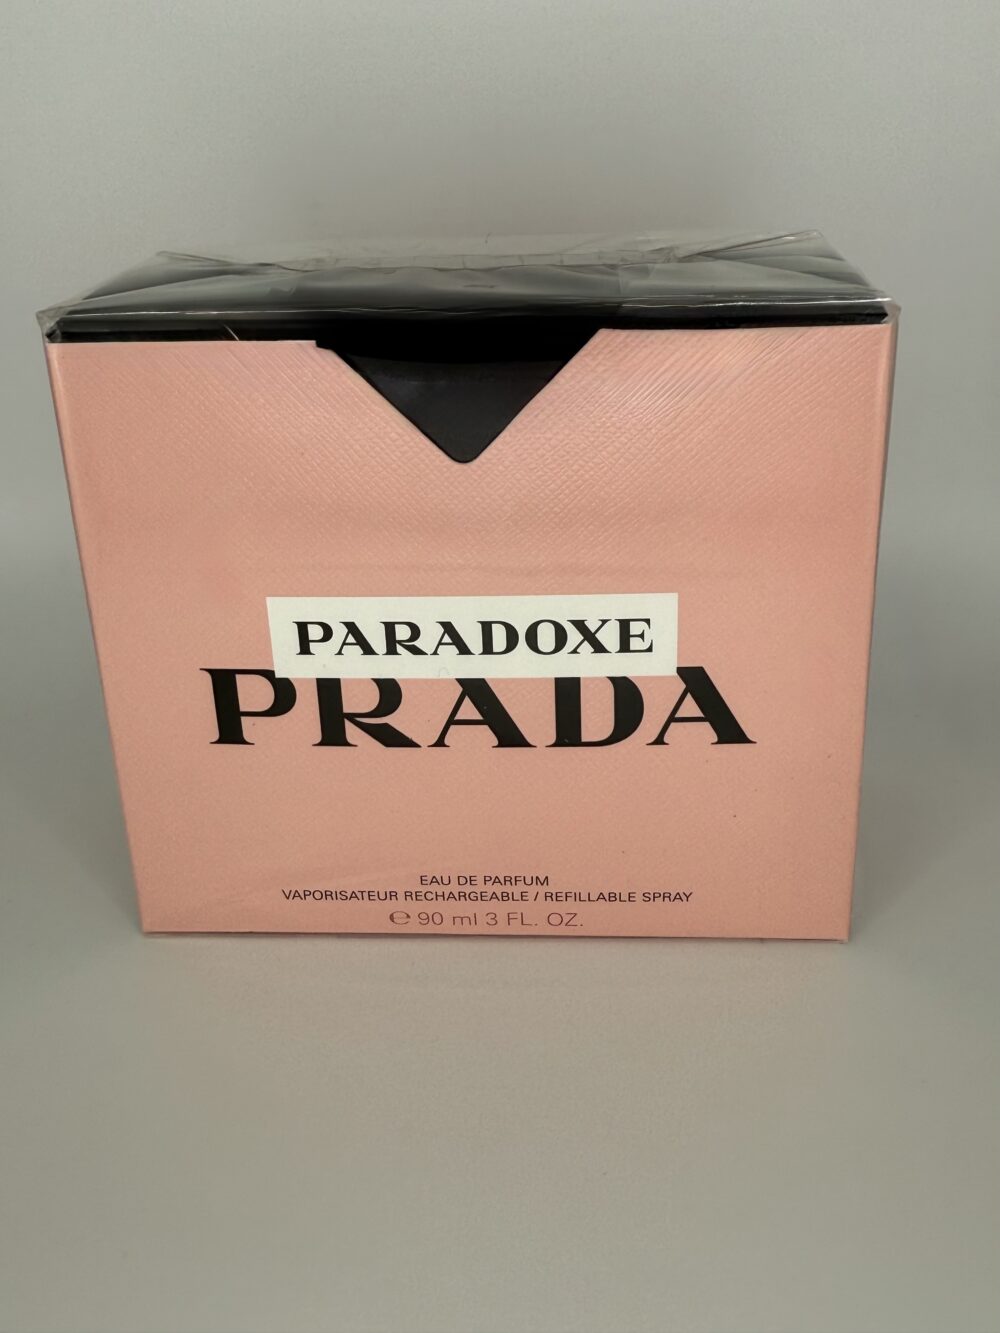 PARADOXE
PRADA
EAU DE PARFUM
VAPORISATEUR RECHARGEABLE / REFILLABLE SPRAY
℮ 90 ml 3 FL. OZ.